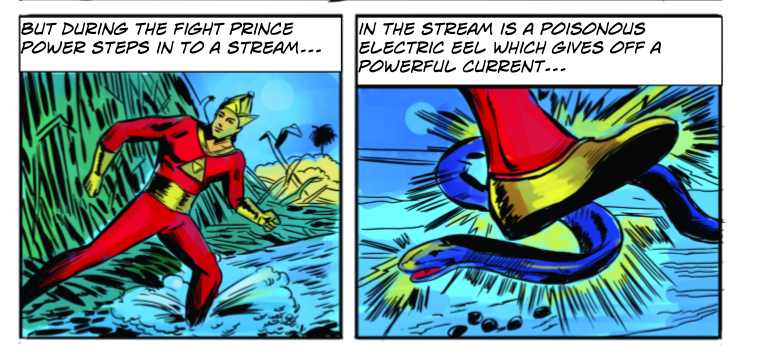 BUT DURING THE FIGHT PRINCE
POWER STEPS IN TO A STREAM...
IN THE STREAM IS A POISONOUS
ELECTRIC EEL WHICH GIVES OFF A
POWERFUL CURRENT...